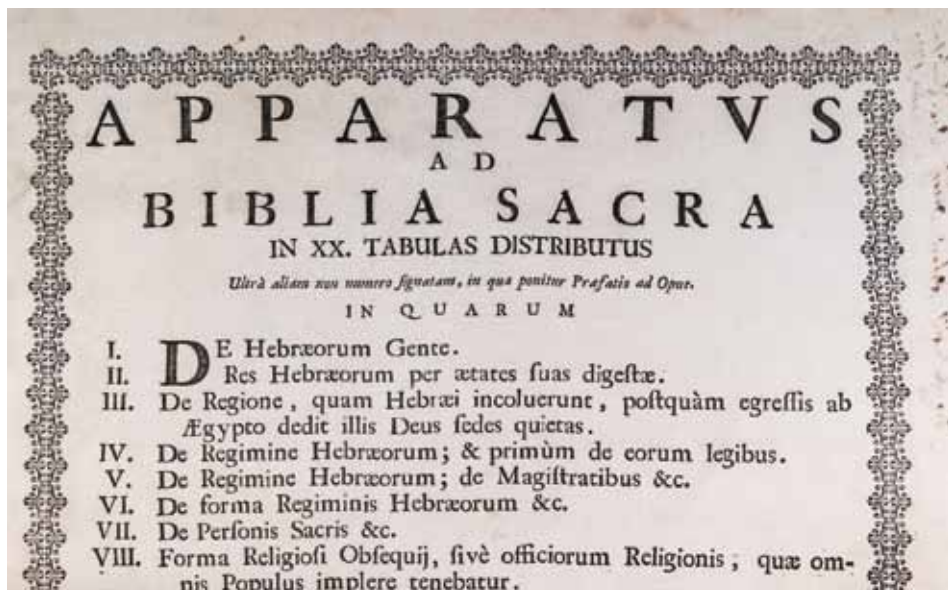 APPARATVS
AD
BIBLIA SACRA
IN XX. TABULAS DISTRIBUTUS
Ultrà aliam non numero ſignatam, in qua ponitur Præfatio ad Opus.
IN QUARUM
I. DE Hebræorum Gente.
II. Res Hebræorum per ætates ſuas digeſtæ.
III. De Regione, quam Hebræi incoluerunt, poſtquàm egreſſis ab
Ægypto dedit illis Deus ſedes quietas.
IV. De Regimine Hebræorum; & primùm de eorum legibus.
V. De Regimine Hebræorum; de Magiſtratibus &c.
VI. De forma Regiminis Hebræorum &c.
VII. De Perſonis Sacris &c.
VIII. Forma Religioſi Obſequij, ſivè officiorum Religionis; quæ om-
nis Populus implere tenebatur.